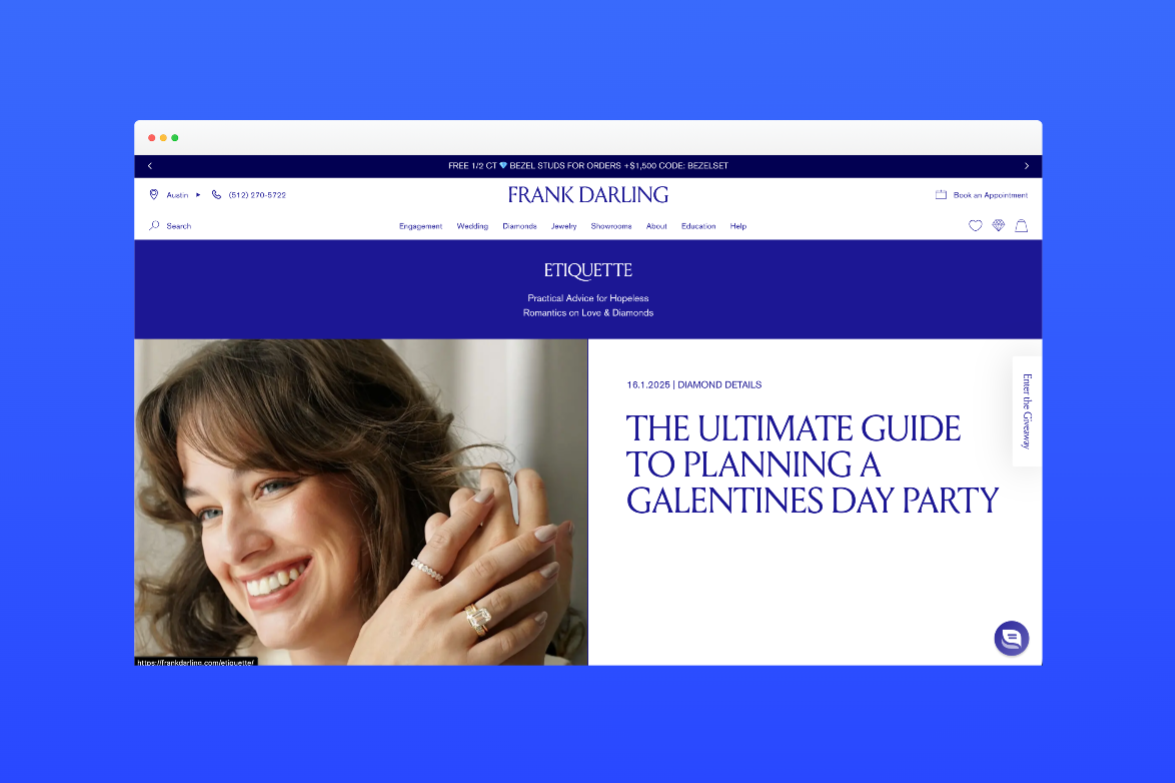 FREE 1/2 CT 💎 BEZEL STUDS FOR ORDERS +$1,500 CODE: BEZELSET
Austin
(512) 270-5722
FRANK DARLING
Book an Appointment
Search
Engagement
Wedding
Diamonds
Jewelry
Showrooms
About
Education
Help
ETIQUETTE
Practical Advice for Hopeless
Romantics on Love & Diamonds
16.1.2025 | DIAMOND DETAILS
THE ULTIMATE GUIDE
TO PLANNING A
GALENTINES DAY PARTY
Enter the Giveaway
https://frankdarling.com/etiquette/